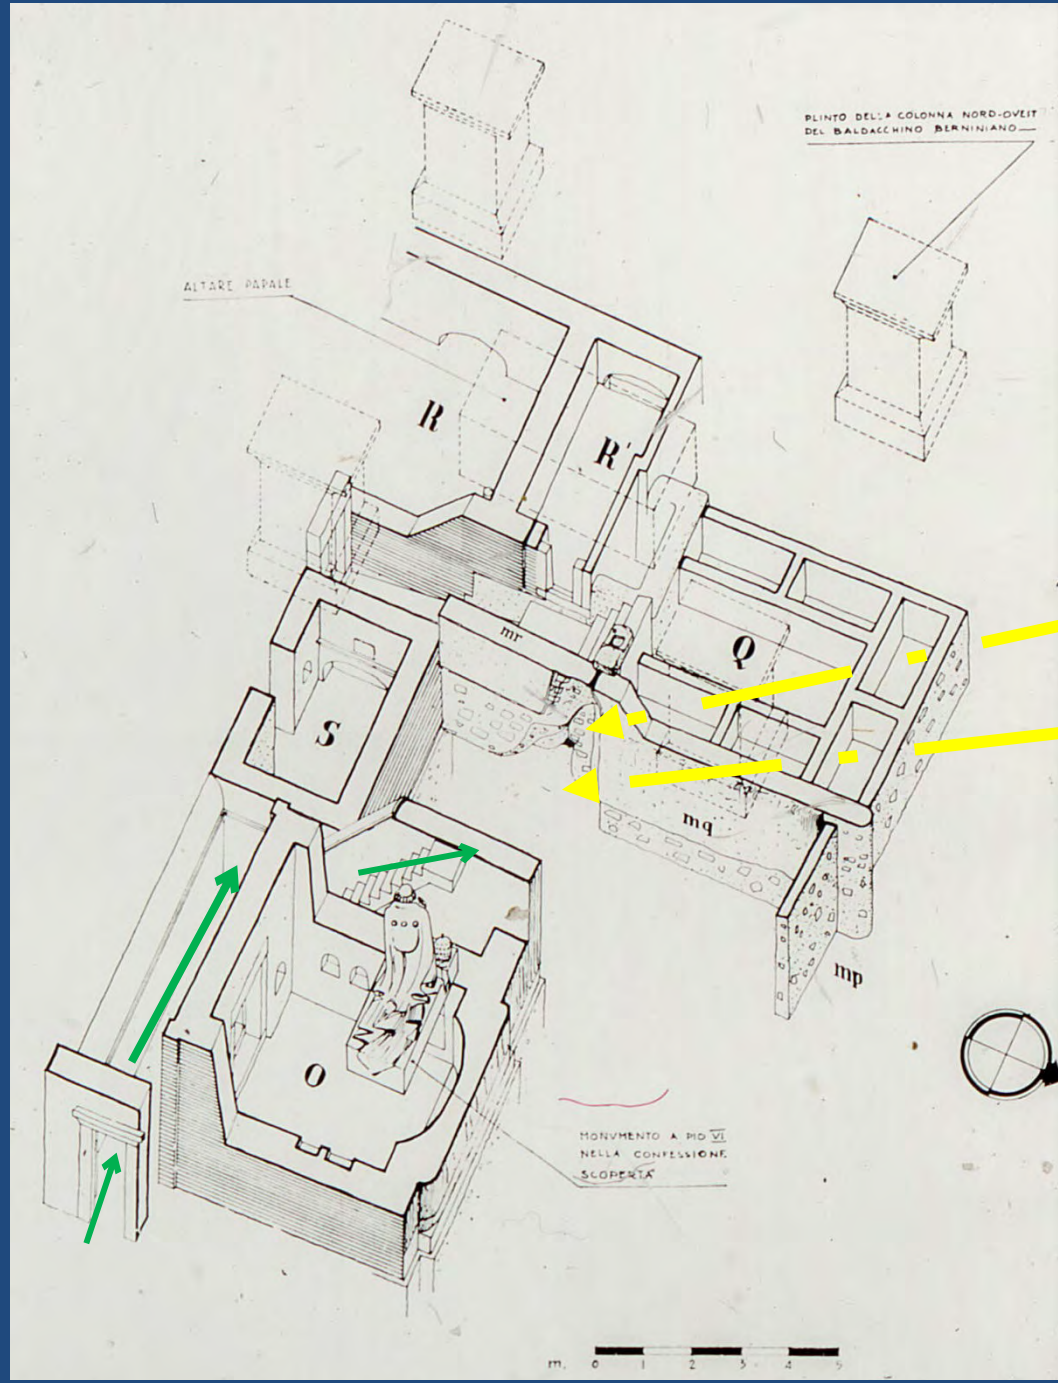 PLINTO DELLA COLONNA NORD-OVEST
DEL BALDACCHINO BERNINIANO
ALTARE PAPALE
R
R'
mr
Q
S
mq
mp
O
MONVMENTO A PIO VI
NELLA CONFESSIONE
SCOPERTA
m. 0 1 2 3 4 5